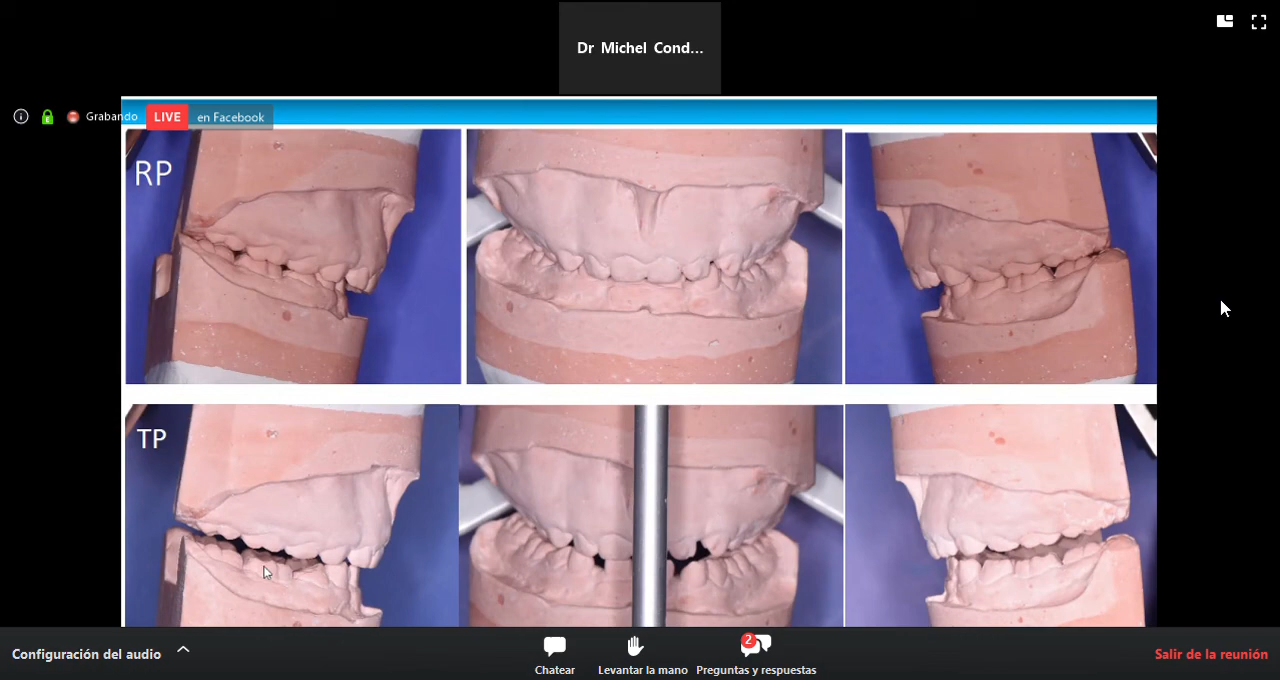 Dr Michel Cond...
Grabando
LIVE
en Facebook
RP
TP
Configuración del audio
Chatear
Levantar la mano
2
Preguntas y respuestas
Salir de la reunión